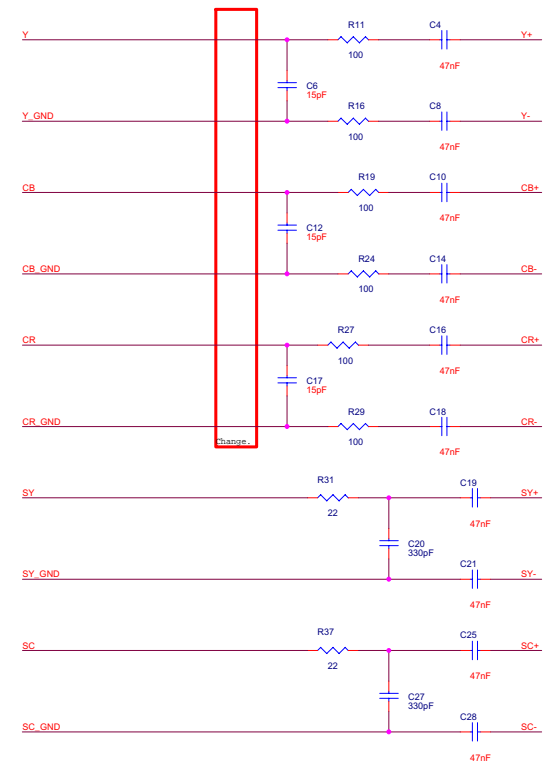 Y R11 C4 Y+
100 47nF
C6
15pF
Y_GND R16 C8 Y-
100 47nF
CB R19 C10 CB+
100 47nF
C12
15pF
CB_GND R24 C14 CB-
100 47nF
CR R27 C16 CR+
100 47nF
C17
15pF
CR_GND R29 C18 CR-
100 47nF
Change.
SY R31 C19 SY+
22 47nF
C20
330pF
SY_GND C21 SY-
47nF
SC R37 C25 SC+
22 47nF
C27
330pF
SC_GND C28 SC-
47nF